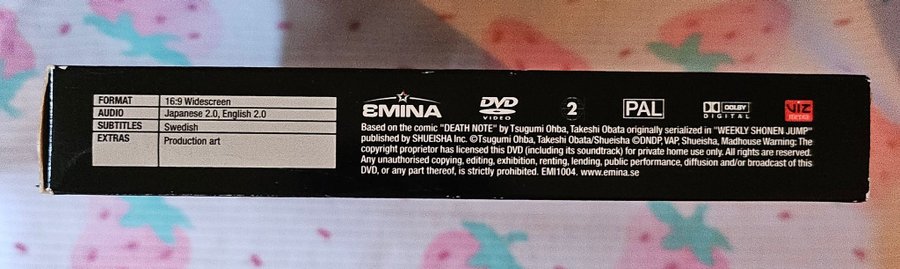 FORMAT 16:9 Widescreen
AUDIO Japanese 2.0, English 2.0
SUBTITLES Swedish
EXTRAS Production art
EMINA
DVD VIDEO
2
PAL
DOLBY DIGITAL
VIZ MEDIA
Based on the comic "DEATH NOTE" by Tsugumi Ohba, Takeshi Obata originally serialized in "WEEKLY SHONEN JUMP"
published by SHUEISHA Inc. ©Tsugumi Ohba, Takeshi Obata/Shueisha ©DNDP, VAP, Shueisha, Madhouse Warning: The
copyright proprietor has licensed this DVD (including its soundtrack) for private home use only. All rights are reserved.
Any unauthorised copying, editing, exhibition, renting, lending, public performance, diffusion and/or broadcast of this
DVD, or any part thereof, is strictly prohibited. EMI1004. www.emina.se